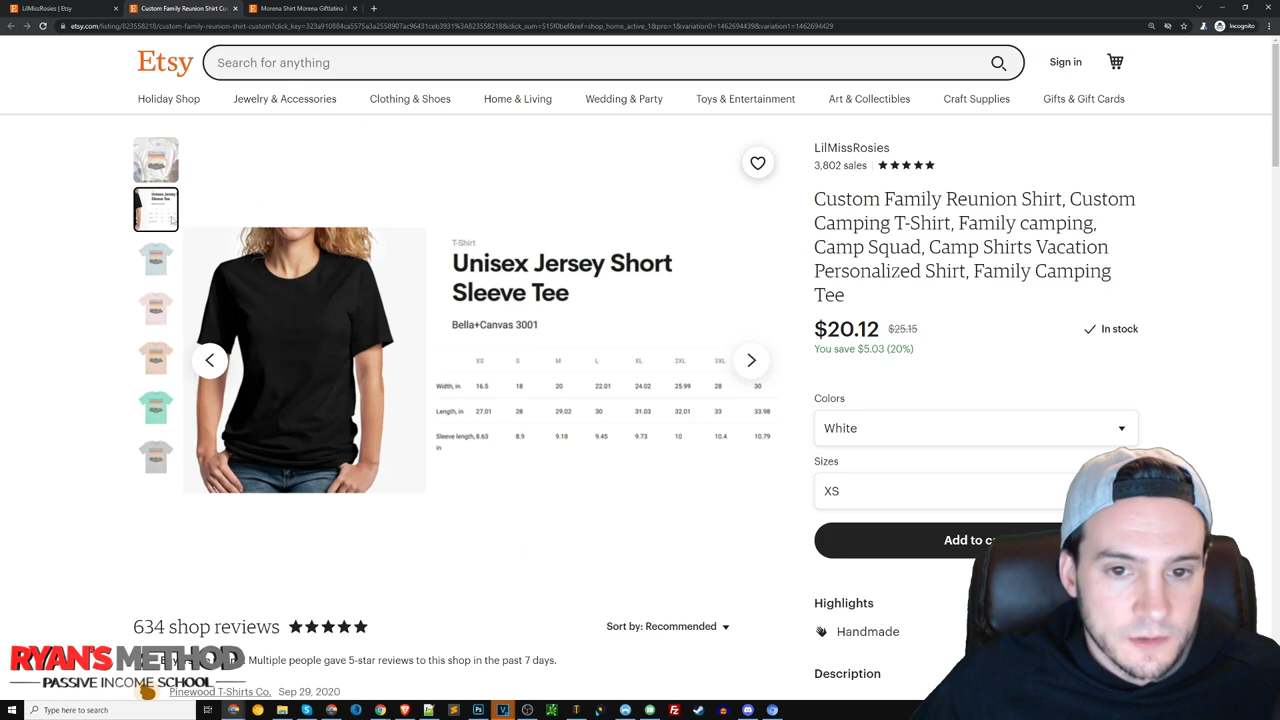 LilMissRosies | Etsy
Custom Family Reunion Shirt Cu
Morena Shirt Morena Giftlatina S
etsy.com/listing/823558218/custom-family-reunion-shirt-custom?click_key=323a910884ca5575a3a2558907ac96431ceb3931%3A823558218&click_sum=515f0bef&ref=shop_home_active_1&pro=1&variation0=1462694439&variation1=1462694429
Incognito
Etsy
Search for anything
Sign in
Holiday Shop
Jewelry & Accessories
Clothing & Shoes
Home & Living
Wedding & Party
Toys & Entertainment
Art & Collectibles
Craft Supplies
Gifts & Gift Cards
Unisex Jersey
Sleeve Tee
T-Shirt
Unisex Jersey Short
Sleeve Tee
Bella+Canvas 3001
XS S M L XL 2XL 3XL
Width, in 16.5 18 20 22.01 24.02 25.99 28 30
Length, in 27.01 28 29.02 30 31.03 32.01 33 33.98
Sleeve length, in 8.63 8.9 9.18 9.45 9.73 10 10.4 10.79
LilMissRosies
3,802 sales
Custom Family Reunion Shirt, Custom
Camping T-Shirt, Family camping,
Camp Squad, Camp Shirts Vacation
Personalized Shirt, Family Camping
Tee
$20.12 $25.15
In stock
You save $5.03 (20%)
Colors
White
Sizes
XS
Add to ca
Highlights
Handmade
Description
634 shop reviews
Sort by: Recommended
Multiple people gave 5-star reviews to this shop in the past 7 days.
Pinewood T-Shirts Co. Sep 29, 2020
RYAN'S METHOD
PASSIVE INCOME SCHOOL
Type here to search